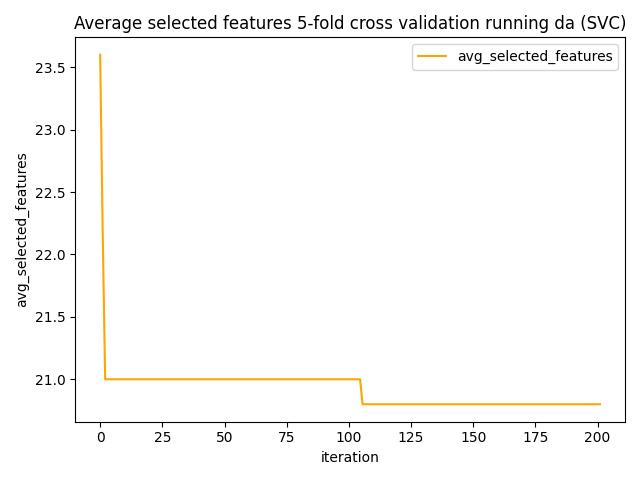 Average selected features 5-fold cross validation running da (SVC)
avg_selected_features
23.5
23.0
22.5
22.0
21.5
21.0
avg_selected_features
0 25 50 75 100 125 150 175 200
iteration